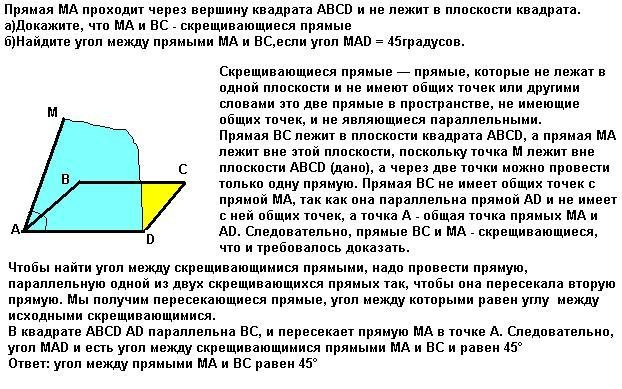 Прямая МА проходит через вершину квадрата ABCD и не лежит в плоскости квадрата.
а)Докажите, что МА и ВС - скрещивающиеся прямые
б)Найдите угол между прямыми МА и ВС,если угол MAD = 45градусов.
Скрещивающиеся прямые — прямые, которые не лежат в
одной плоскости и не имеют общих точек или другими
словами это две прямые в пространстве, не имеющие
общих точек, и не являющиеся параллельными.
Прямая ВС лежит в плоскости квадрата ABCD, а прямая МА
лежит вне этой плоскости, поскольку точка М лежит вне
плоскости ABCD (дано), а через две точки можно провести
только одну прямую. Прямая ВС не имеет общих точек с
прямой МА, так как она параллельна прямой AD и не имеет
с ней общих точек, а точка А - общая точка прямых МА и
AD. Следовательно, прямые ВС и МА - скрещивающиеся,
что и требовалось доказать.
M
B
C
A
D
Чтобы найти угол между скрещивающимися прямыми, надо провести прямую,
параллельную одной из двух скрещивающхся прямых так, чтобы она пересекала вторую
прямую. Мы получим пересекающиеся прямые, угол между которыми равен углу между
исходными скрещивающимися.
В квадрате ABCD AD параллельна ВС, и пересекает прямую МА в точке А. Следовательно,
угол MAD и есть угол между скрещивающимися прямыми МА и ВС и равен 45°
Ответ: угол между прямыми МА и ВС равен 45°